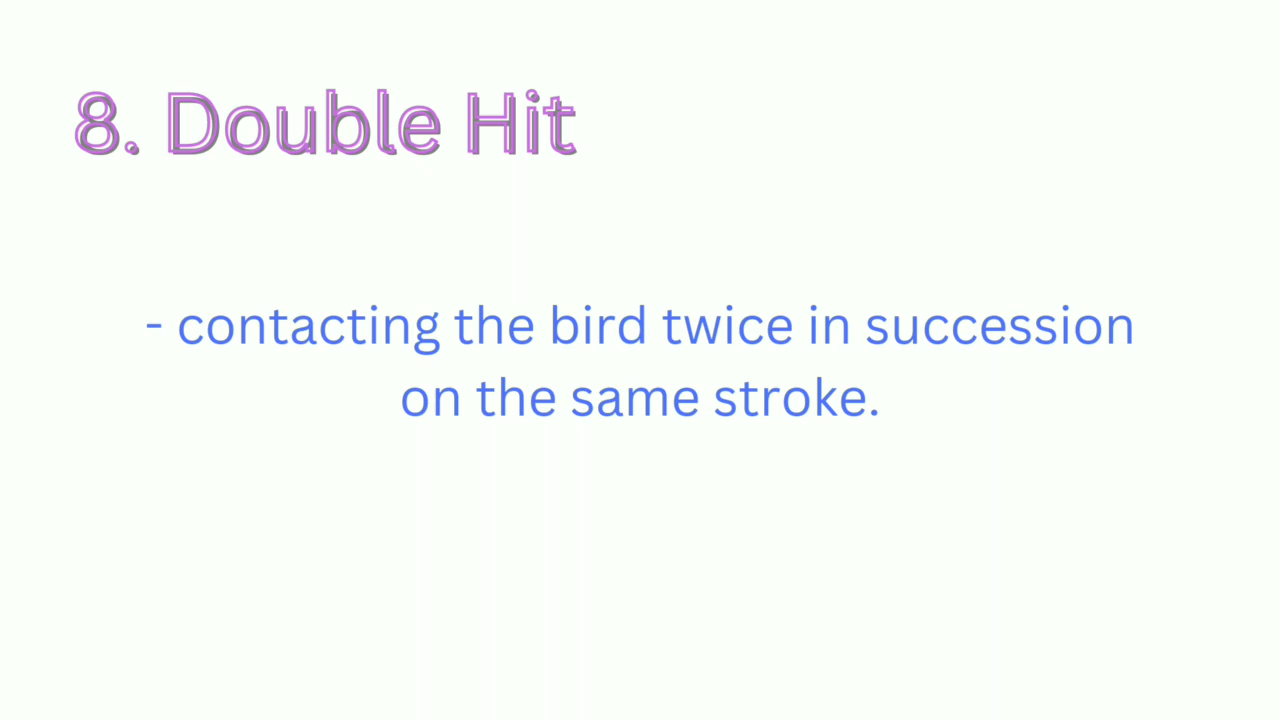 8. Double Hit
- contacting the bird twice in succession
on the same stroke.